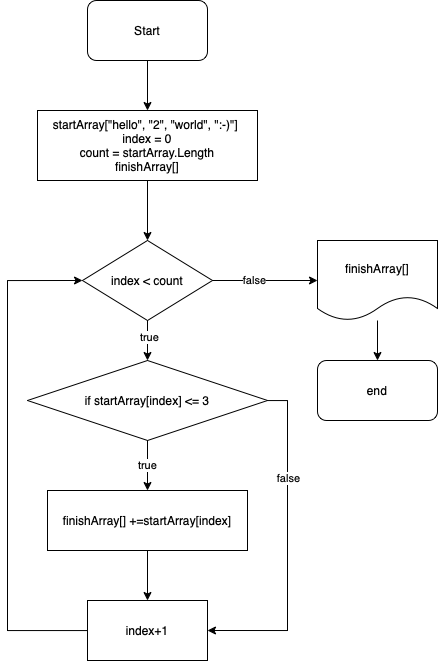 Start
startArray["hello", "2", "world", ":-)"]
index = 0
count = startArray.Length
finishArray[]
index < count
false
finishArray[]
true
if startArray[index] <= 3
end
true
false
finishArray[] +=startArray[index]
index+1